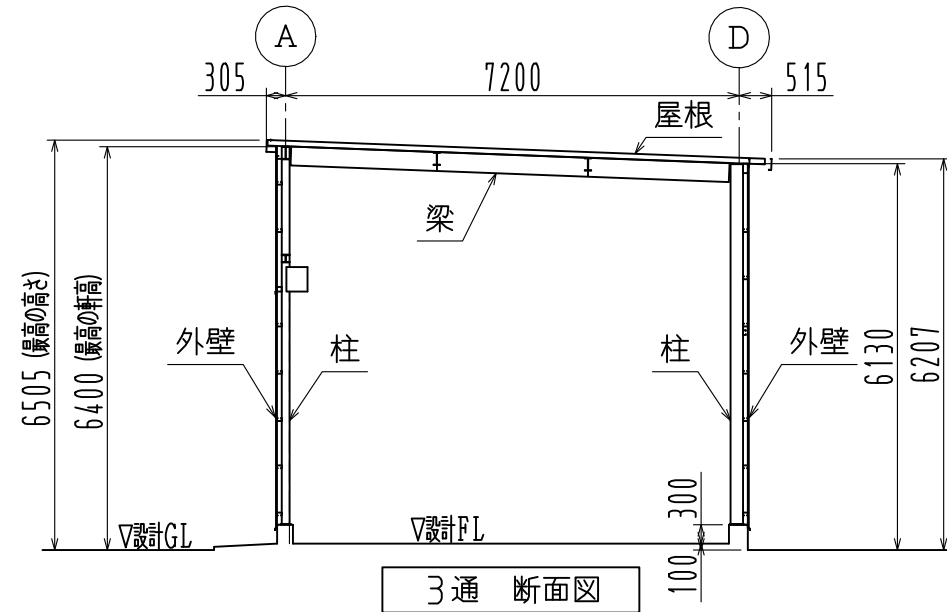 A
D
305
7200
515
屋根
梁
外壁
柱
柱
外壁
6505 (最高の高さ)
6400 (最高の軒高)
6130
6207
300
100
▽設計GL
▽設計FL
3通 断面図